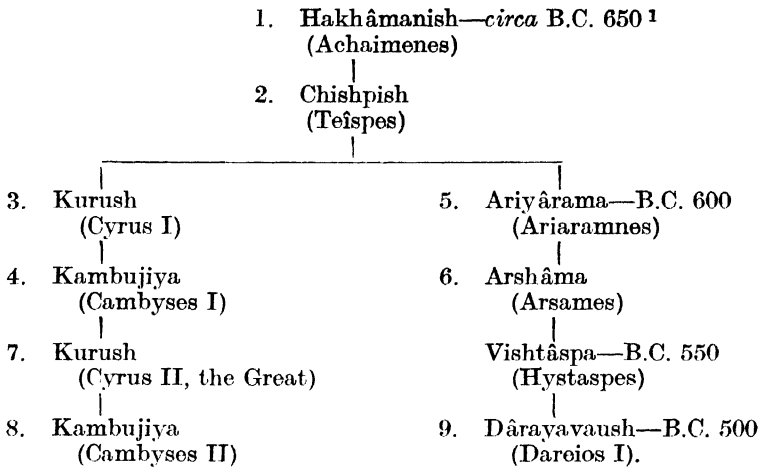 1. Hakhâmanish—circa B.C. 650 ¹
(Achaimenes)
2. Chishpish
(Teîspes)
3. Kurush
(Cyrus I)
4. Kambujiya
(Cambyses I)
7. Kurush
(Cyrus II, the Great)
8. Kambujiya
(Cambyses II)
5. Ariyârama—B.C. 600
(Ariaramnes)
6. Arshâma
(Arsames)
Vishtâspa—B.C. 550
(Hystaspes)
9. Dârayavaush—B.C. 500
(Dareios I).